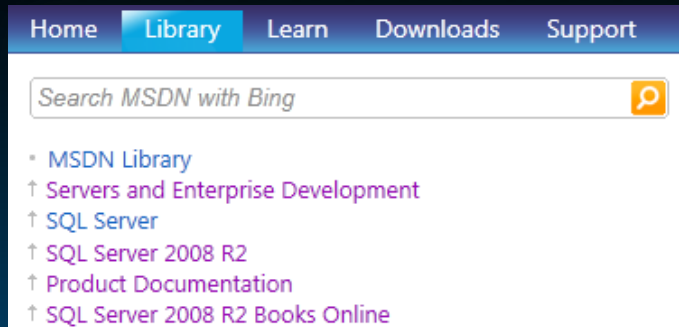 Home Library Learn Downloads Support
Search MSDN with Bing
MSDN Library
Servers and Enterprise Development
SQL Server
SQL Server 2008 R2
Product Documentation
SQL Server 2008 R2 Books Online